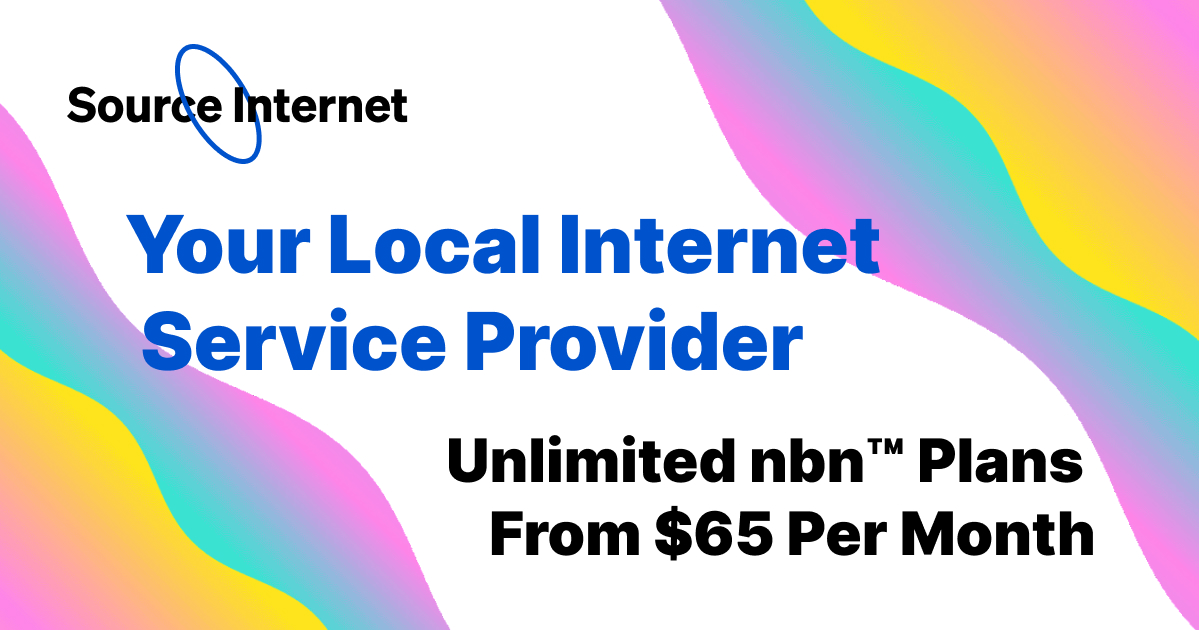 Source Internet
Your Local Internet
Service Provider
Unlimited nbn™ Plans
From $65 Per Month